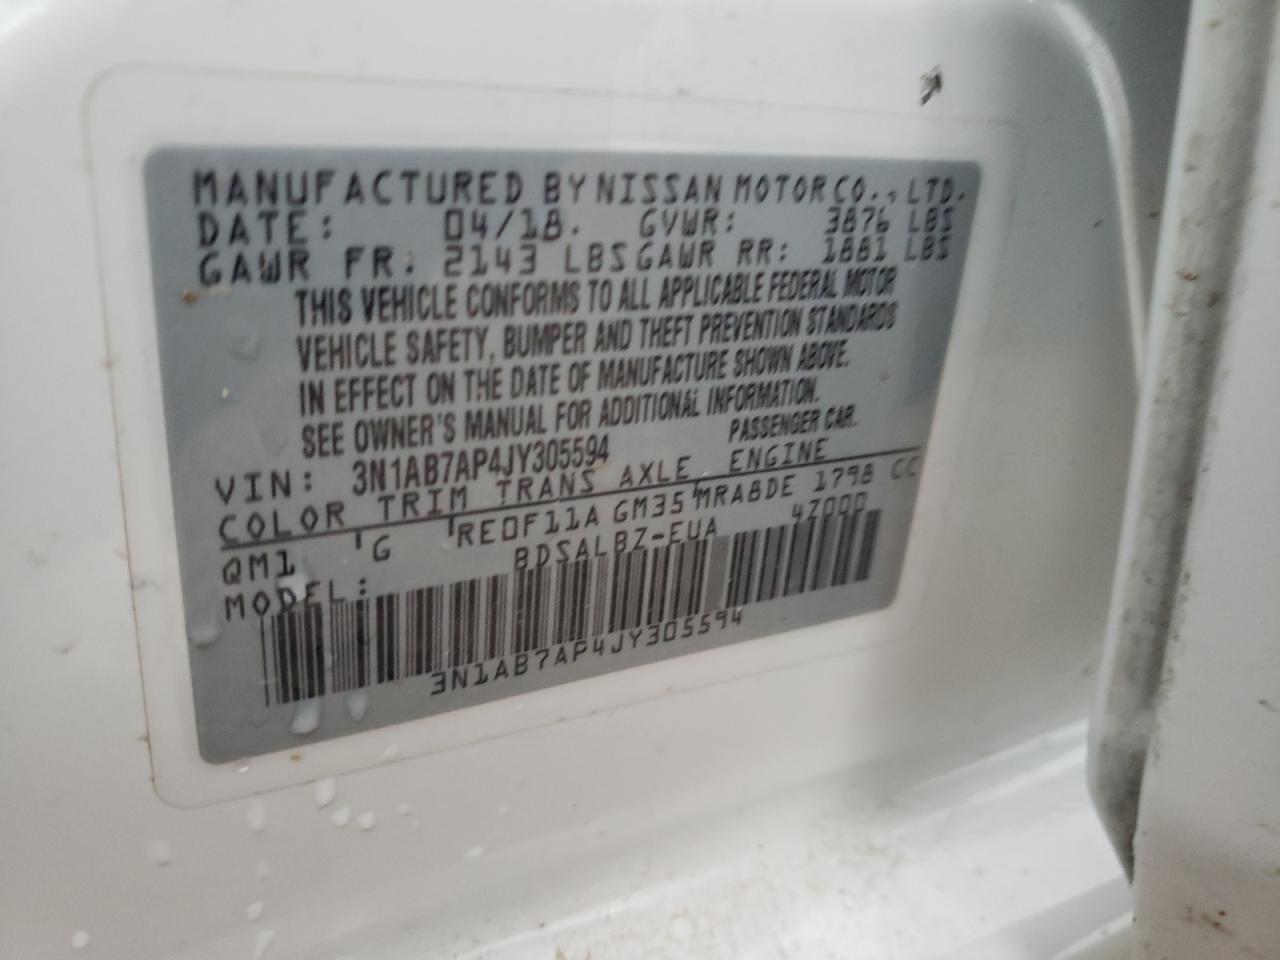 MANUFACTURED BY NISSAN MOTOR CO., LTD.
DATE: 04/18. GVWR: 3876 LBS
GAWR FR: 2143 LBS GAWR RR: 1881 LBS
THIS VEHICLE CONFORMS TO ALL APPLICABLE FEDERAL MOTOR
VEHICLE SAFETY, BUMPER AND THEFT PREVENTION STANDARDS
IN EFFECT ON THE DATE OF MANUFACTURE SHOWN ABOVE.
SEE OWNER'S MANUAL FOR ADDITIONAL INFORMATION.
VIN: 3N1AB7AP4JY305594 PASSENGER CAR.
COLOR TRIM TRANS AXLE ENGINE
QM1 G RE0F11A GM35 MRA8DE 1798 CC
MODEL: BDSALBZ-EUA 47000
3N1AB7AP4JY305594